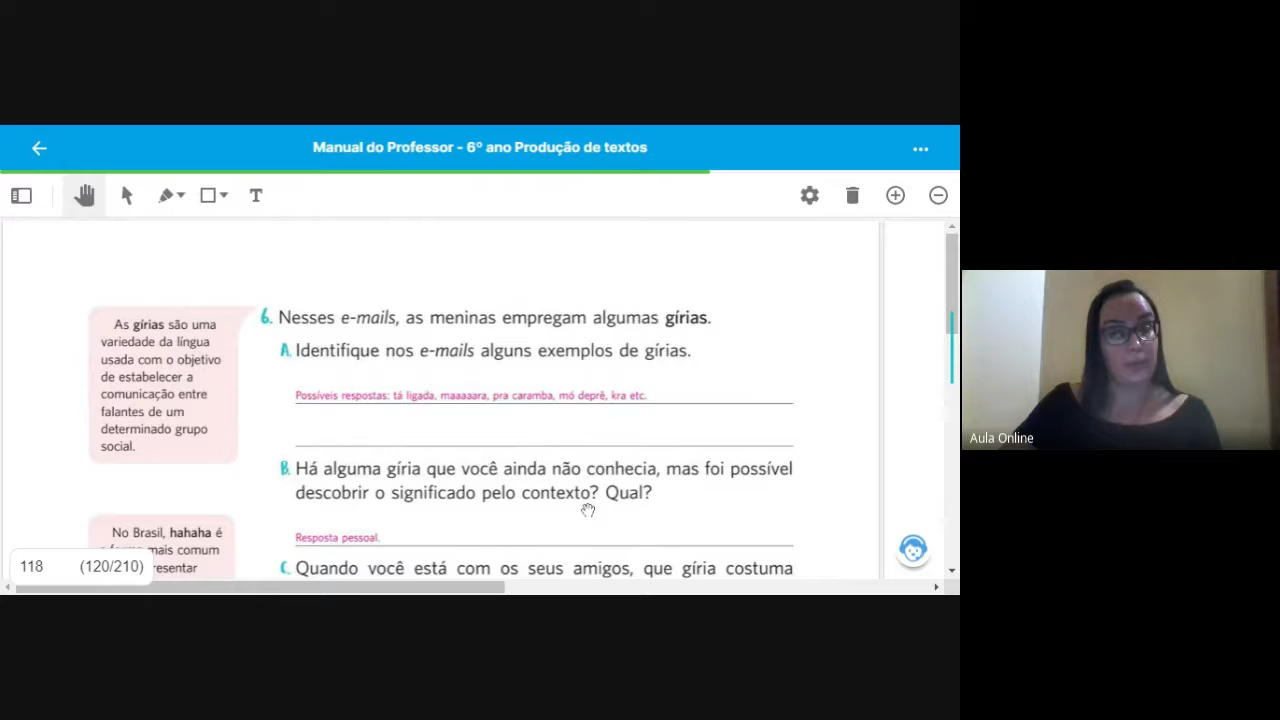 Manual do Professor - 6º ano Produção de textos
As gírias são uma
variedade da língua
usada com o objetivo
de estabelecer a
comunicação entre
falantes de um
determinado grupo
social.
6. Nesses e-mails, as meninas empregam algumas gírias.
A. Identifique nos e-mails alguns exemplos de gírias.
Possíveis respostas: tá ligada, maaaaara, pra caramba, mó deprê, kra etc.
B. Há alguma gíria que você ainda não conhecia, mas foi possível
descobrir o significado pelo contexto? Qual?
Resposta pessoal.
C. Quando você está com os seus amigos, que gíria costuma
No Brasil, hahaha é
mais comum
118 (120/210)
T
Aula Online